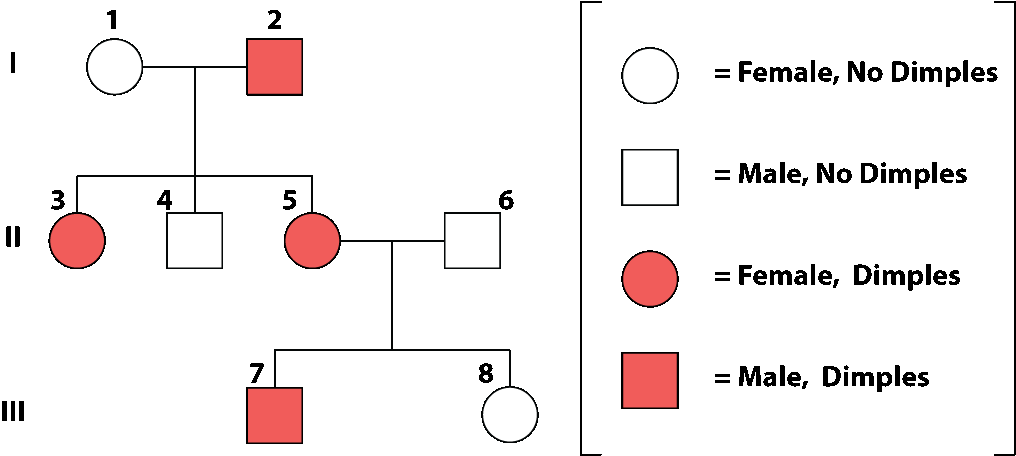 1 2
I
= Female, No Dimples
= Male, No Dimples
3 4 5 6
II
= Female, Dimples
= Male, Dimples
7 8
III